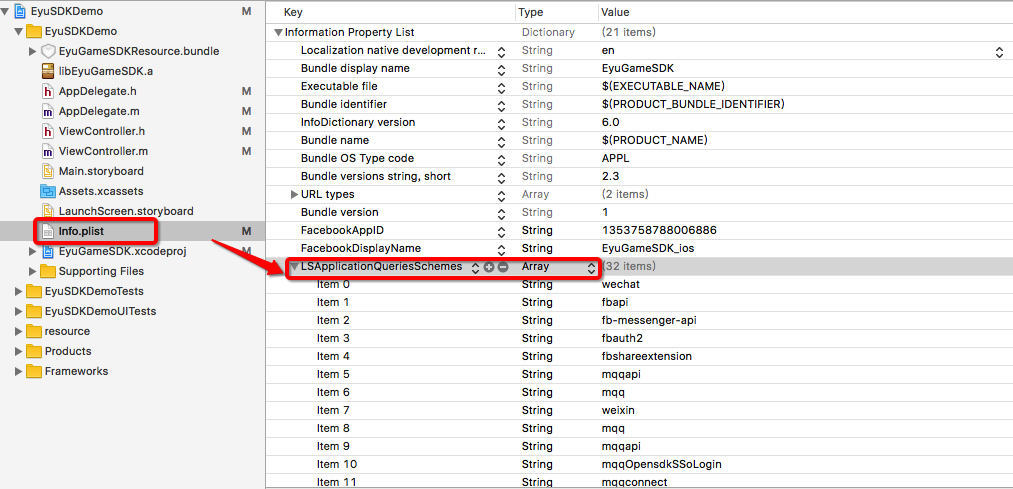 EyuSDKDemo M
EyuSDKDemo
EyuGameSDKResource.bundle
libEyuGameSDK.a
AppDelegate.h M
AppDelegate.m M
ViewController.h M
ViewController.m M
Main.storyboard
Assets.xcassets
LaunchScreen.storyboard
Info.plist M
EyuGameSDK.xcodeproj M
Supporting Files
EyuSDKDemoTests
EyuSDKDemoUITests
resource
Products
Frameworks
Key Type Value
Information Property List Dictionary (21 items)
Localization native development r... String en
Bundle display name String EyuGameSDK
Executable file String $(EXECUTABLE_NAME)
Bundle identifier String $(PRODUCT_BUNDLE_IDENTIFIER)
InfoDictionary version String 6.0
Bundle name String $(PRODUCT_NAME)
Bundle OS Type code String APPL
Bundle versions string, short String 2.3
URL types Array (2 items)
Bundle version String 1
FacebookAppID String 1353758788006886
FacebookDisplayName String EyuGameSDK_ios
LSApplicationQueriesSchemes Array (32 items)
Item 0 String wechat
Item 1 String fbapi
Item 2 String fb-messenger-api
Item 3 String fbauth2
Item 4 String fbshareextension
Item 5 String mqqapi
Item 6 String mqq
Item 7 String weixin
Item 8 String mqq
Item 9 String mqqapi
Item 10 String mqqOpensdkSSoLogin
Item 11 String mqqconnect